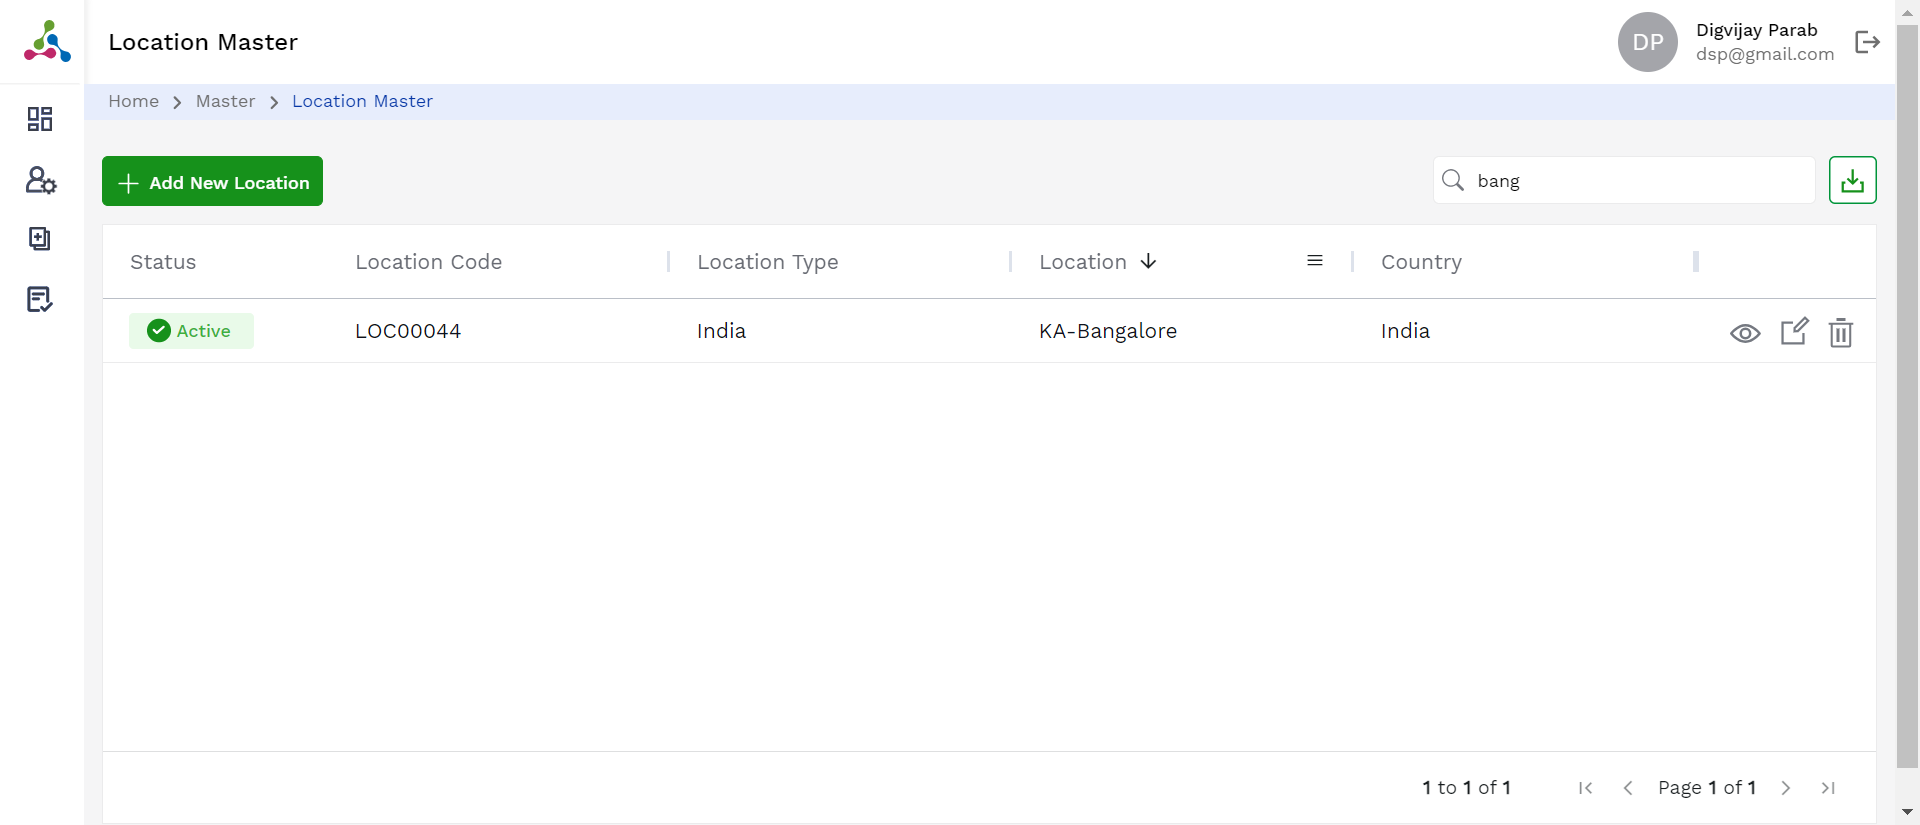 Location Master
DP
Digvijay Parab
dsp@gmail.com
Home > Master > Location Master
Add New Location
bang
Status Location Code Location Type Location Country
Active LOC00044 India KA-Bangalore India
1 to 1 of 1 Page 1 of 1